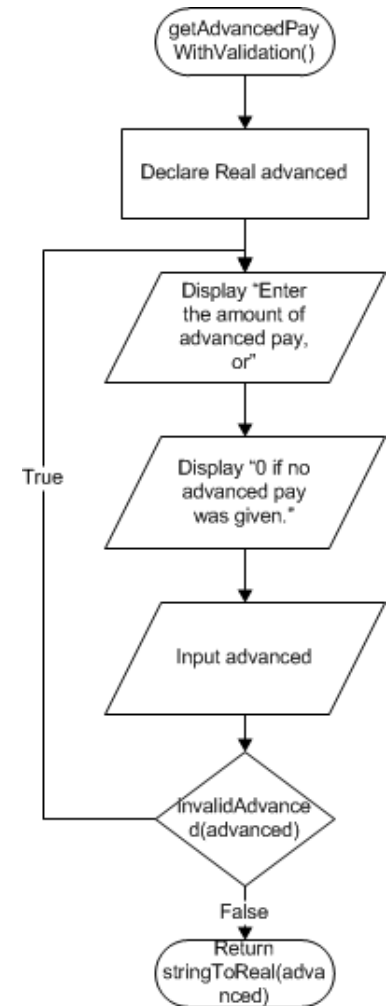 getAdvancedPay
WithValidation()
Declare Real advanced
Display “Enter
the amount of
advanced pay,
or”
Display “0 if no
advanced pay
was given.”
True
Input advanced
invalidAdvance
d(advanced)
False
Return
stringToReal(adva
nced)